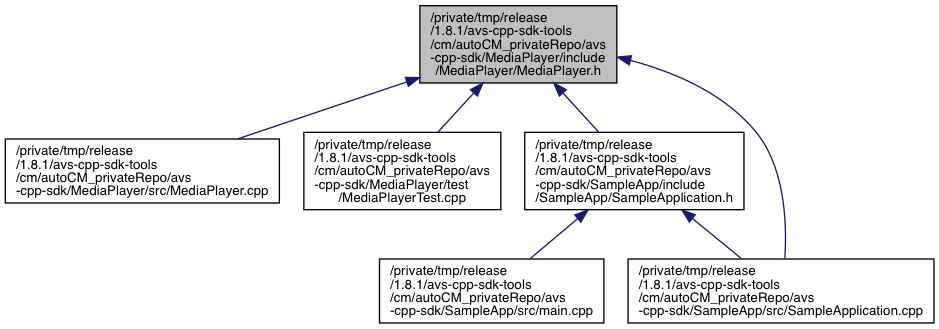 /private/tmp/release
/1.8.1/avs-cpp-sdk-tools
/cm/autoCM_privateRepo/avs
-cpp-sdk/MediaPlayer/include
/MediaPlayer/MediaPlayer.h
/private/tmp/release
/1.8.1/avs-cpp-sdk-tools
/cm/autoCM_privateRepo/avs
-cpp-sdk/MediaPlayer/src/MediaPlayer.cpp
/private/tmp/release
/1.8.1/avs-cpp-sdk-tools
/cm/autoCM_privateRepo/avs
-cpp-sdk/MediaPlayer/test
/MediaPlayerTest.cpp
/private/tmp/release
/1.8.1/avs-cpp-sdk-tools
/cm/autoCM_privateRepo/avs
-cpp-sdk/SampleApp/include
/SampleApp/SampleApplication.h
/private/tmp/release
/1.8.1/avs-cpp-sdk-tools
/cm/autoCM_privateRepo/avs
-cpp-sdk/SampleApp/src/main.cpp
/private/tmp/release
/1.8.1/avs-cpp-sdk-tools
/cm/autoCM_privateRepo/avs
-cpp-sdk/SampleApp/src/SampleApplication.cpp